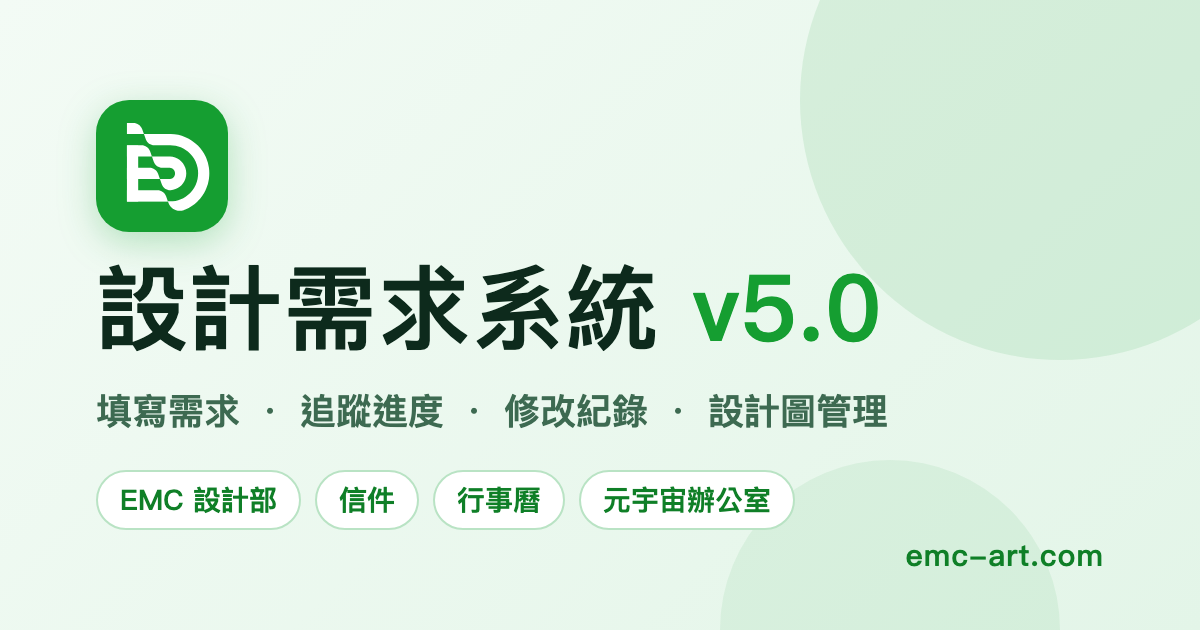 設計需求系統 v5.0
填寫需求 · 追蹤進度 · 修改紀錄 · 設計圖管理
EMC 設計部 信件 行事曆 元宇宙辦公室
emc-art.com